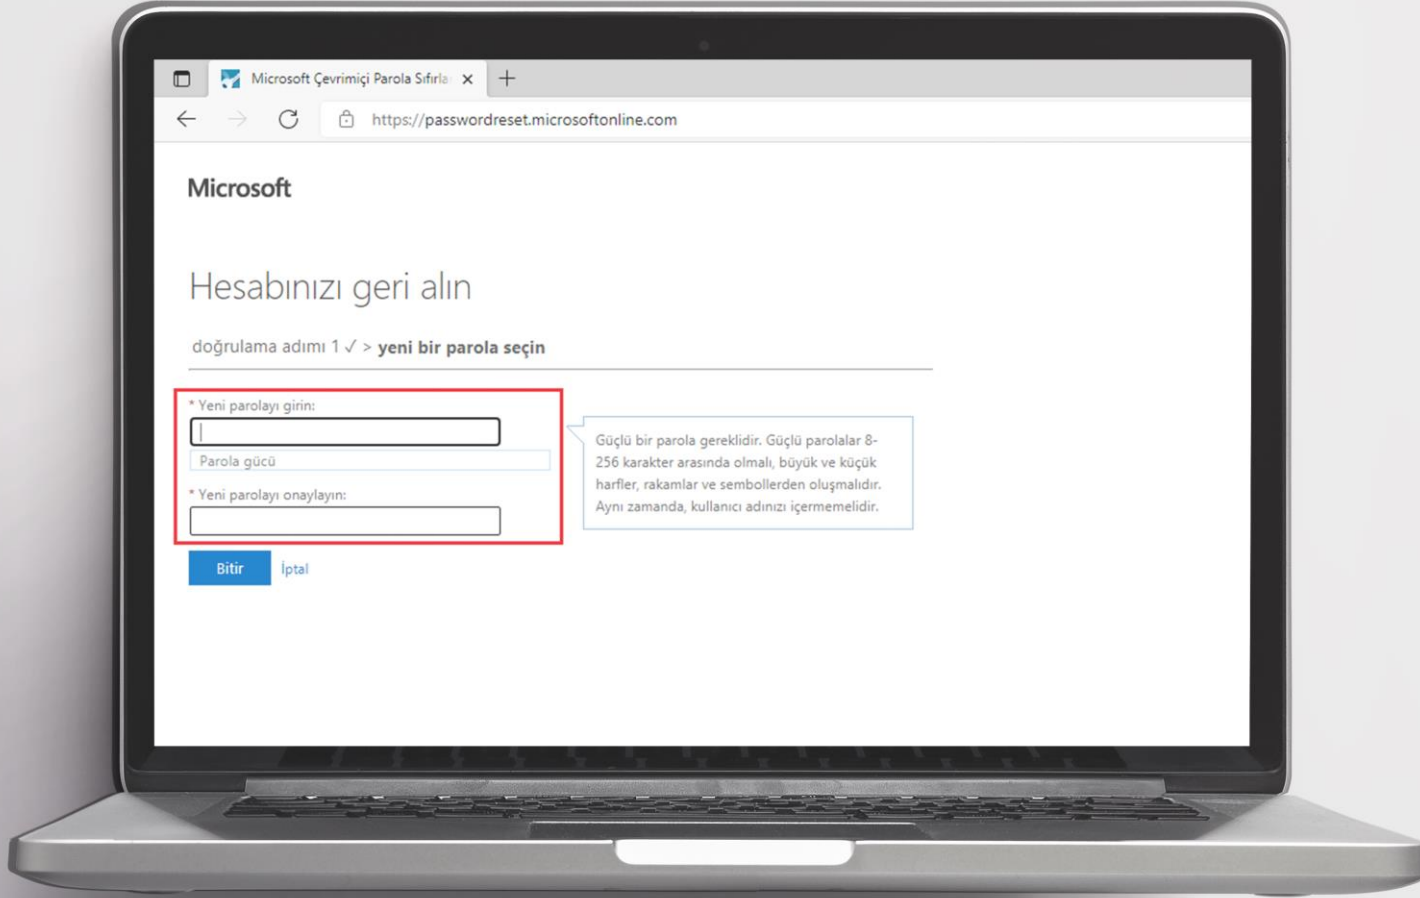 Microsoft Çevrimiçi Parola Sıfırla
https://passwordreset.microsoftonline.com
Microsoft
Hesabınızı geri alın
doğrulama adımı 1 ✓ > yeni bir parola seçin
* Yeni parolayı girin:
Parola gücü
* Yeni parolayı onaylayın:
Güçlü bir parola gereklidir. Güçlü parolalar 8-
256 karakter arasında olmalı, büyük ve küçük
harfler, rakamlar ve sembollerden oluşmalıdır.
Aynı zamanda, kullanıcı adınızı içermemelidir.
Bitir İptal